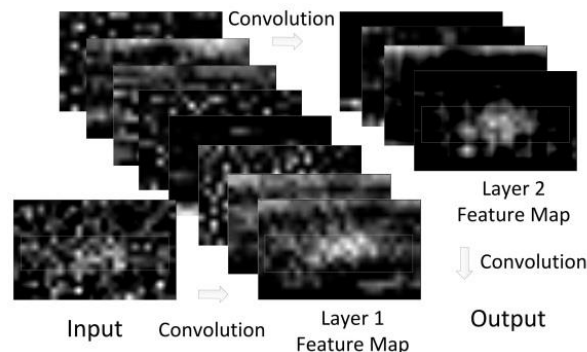 Convolution
Layer 2
Feature Map
Convolution
Input
Convolution
Layer 1
Feature Map
Output